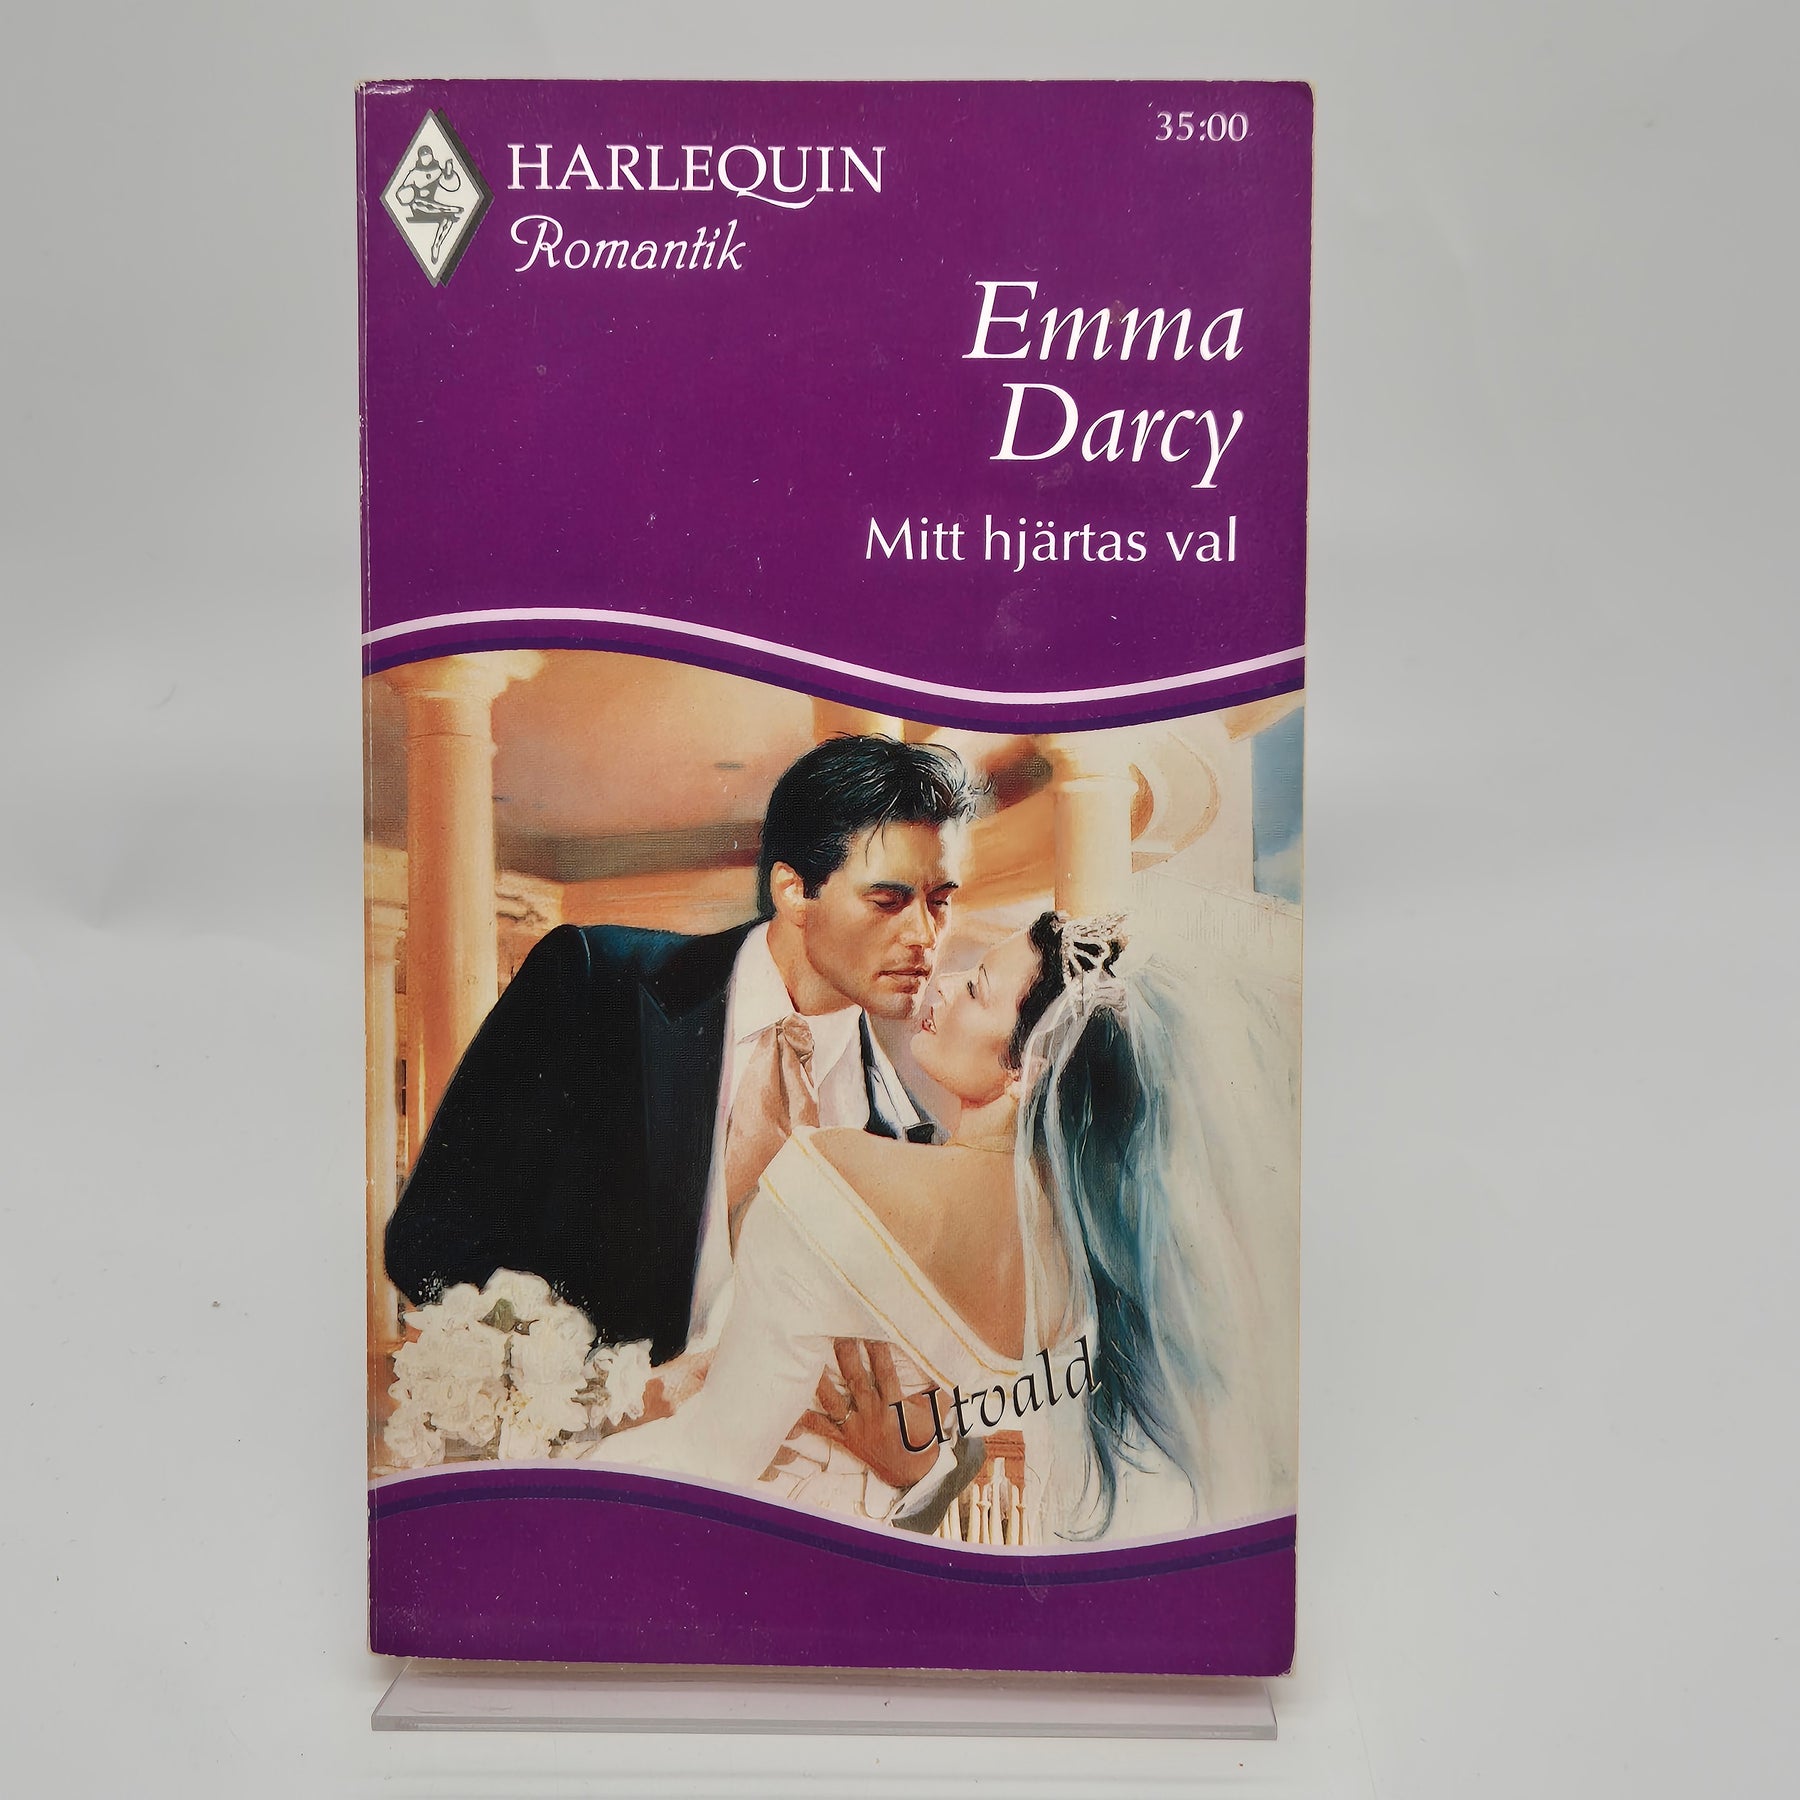 35:00
HARLEQUIN
Romantik
Emma
Darcy
Mitt hjärtas val
Utvald